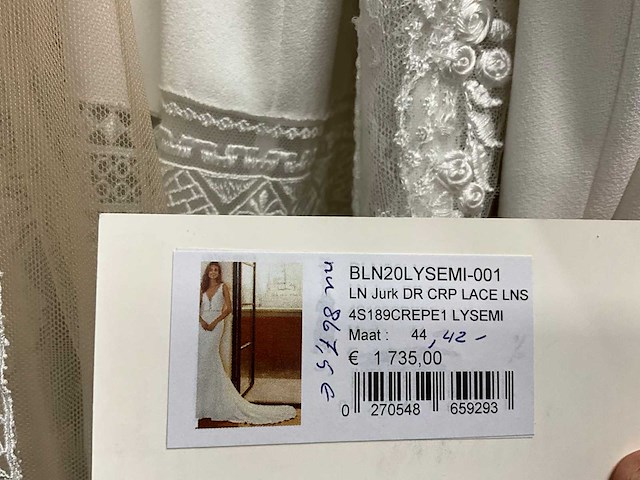 BLN20LYSEMI-001
LN Jurk DR CRP LACE LNS
4S189CREPE1 LYSEMI
Maat : 44 , 42 -
€ 1 735,00
0 270548 659293
nu 867,5 €